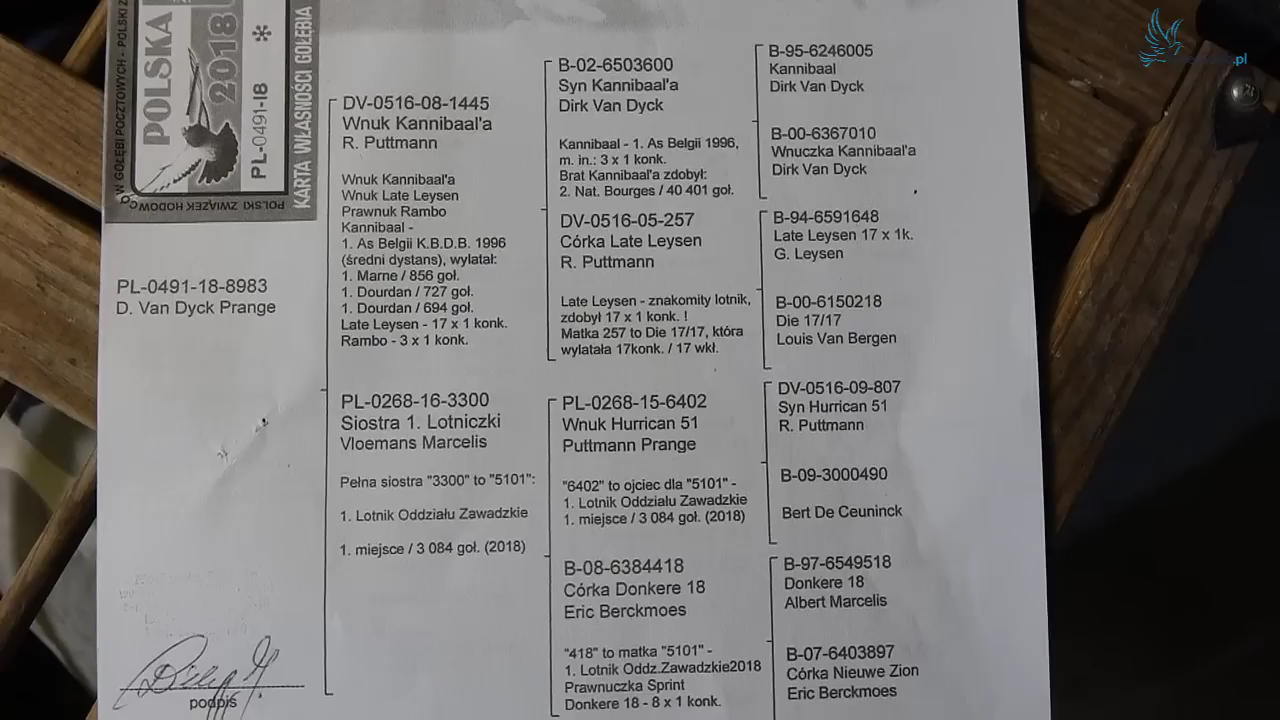 POLSKA
2018
PL-0491-18
*
KARTA WŁASNOŚCI GOŁĘBIA
W GOŁĘBI POCZTOWYCH - POLSKI Z
POLSKI ZWIĄZEK HODOWC
PL-0491-18-8983
D. Van Dyck Prange
podpis
DV-0516-08-1445
Wnuk Kannibaal'a
R. Puttmann
Wnuk Kannibaal'a
Wnuk Late Leysen
Prawnuk Rambo
Kannibaal -
1. As Belgii K.B.D.B. 1996
(średni dystans), wylatał:
1. Marne / 856 goł.
1. Dourdan / 727 goł.
1. Dourdan / 694 goł.
Late Leysen - 17 x 1 konk.
Rambo - 3 x 1 konk.
PL-0268-16-3300
Siostra 1. Lotniczki
Vloemans Marcelis
Pełna siostra "3300" to "5101":
1. Lotnik Oddziału Zawadzkie
1. miejsce / 3 084 goł. (2018)
B-02-6503600
Syn Kannibaal'a
Dirk Van Dyck
Kannibaal - 1. As Belgii 1996,
m. in.: 3 x 1 konk.
Brat Kannibaal'a zdobył:
2. Nat. Bourges / 40 401 goł.
DV-0516-05-257
Córka Late Leysen
R. Puttmann
Late Leysen - znakomity lotnik,
zdobył 17 x 1 konk. !
Matka 257 to Die 17/17, która
wylatała 17konk. / 17 wkł.
PL-0268-15-6402
Wnuk Hurrican 51
Puttmann Prange
"6402" to ojciec dla "5101" -
1. Lotnik Oddziału Zawadzkie
1. miejsce / 3 084 goł. (2018)
B-08-6384418
Córka Donkere 18
Eric Berckmoes
"418" to matka "5101" -
1. Lotnik Oddz.Zawadzkie2018
Prawnuczka Sprint
Donkere 18 - 8 x 1 konk.
B-95-6246005
Kannibaal
Dirk Van Dyck
B-00-6367010
Wnuczka Kannibaal'a
Dirk Van Dyck
B-94-6591648
Late Leysen 17 x 1k.
G. Leysen
B-00-6150218
Die 17/17
Louis Van Bergen
DV-0516-09-807
Syn Hurrican 51
R. Puttmann
B-09-3000490
Bert De Ceuninck
B-97-6549518
Donkere 18
Albert Marcelis
B-07-6403897
Córka Nieuwe Zion
Eric Berckmoes
.pl